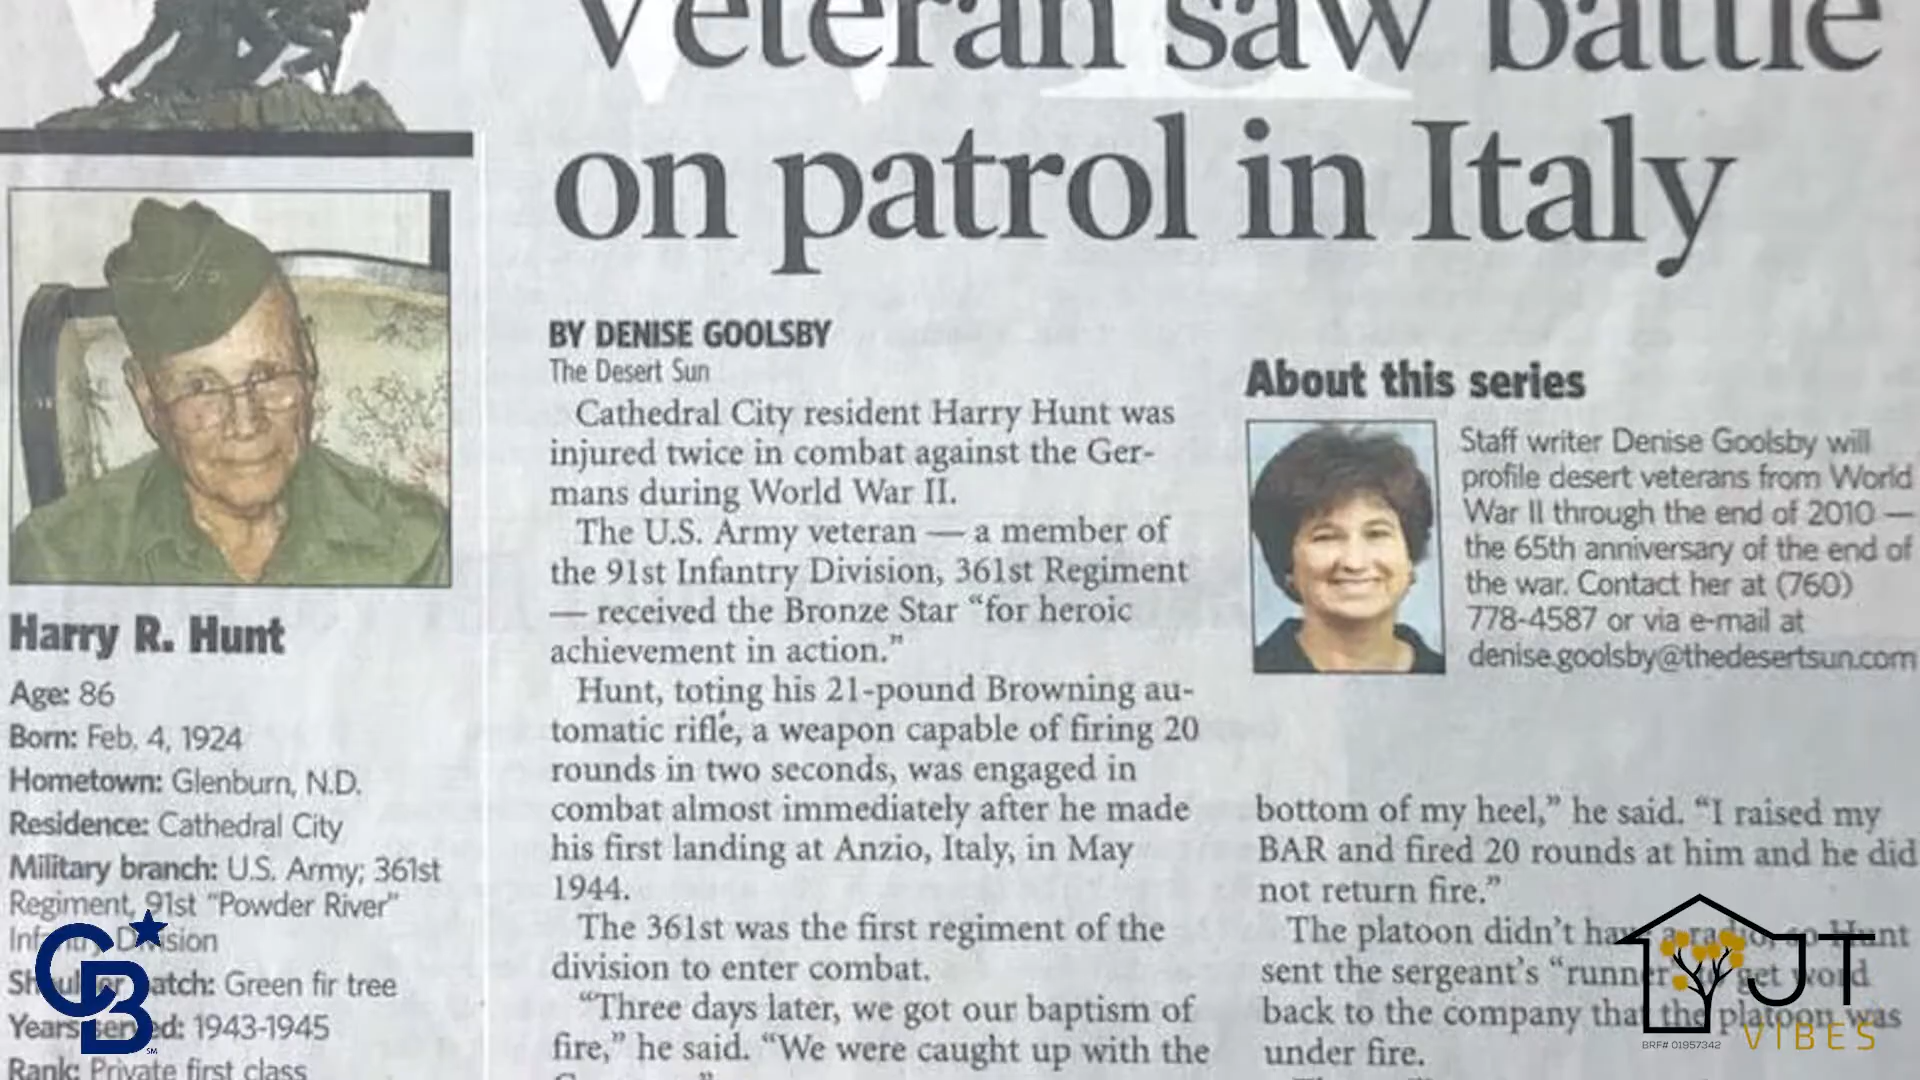 Veteran saw battle
on patrol in Italy
Harry R. Hunt
Age: 86
Born: Feb. 4, 1924
Hometown: Glenburn, N.D.
Residence: Cathedral City
Military branch: U.S. Army; 361st
Regiment, 91st "Powder River"
Infantry Division
Shoulder patch: Green fir tree
Years served: 1943-1945
Rank: Private first class
BY DENISE GOOLSBY
The Desert Sun
Cathedral City resident Harry Hunt was
injured twice in combat against the Ger-
mans during World War II.
The U.S. Army veteran — a member of
the 91st Infantry Division, 361st Regiment
— received the Bronze Star "for heroic
achievement in action."
Hunt, toting his 21-pound Browning au-
tomatic rifle, a weapon capable of firing 20
rounds in two seconds, was engaged in
combat almost immediately after he made
his first landing at Anzio, Italy, in May
1944.
The 361st was the first regiment of the
division to enter combat.
"Three days later, we got our baptism of
fire," he said. "We were caught up with the
About this series
Staff writer Denise Goolsby will
profile desert veterans from World
War II through the end of 2010 —
the 65th anniversary of the end of
the war. Contact her at (760)
778-4587 or via e-mail at
denise.goolsby@thedesertsun.com
bottom of my heel," he said. "I raised my
BAR and fired 20 rounds at him and he did
not return fire."
The platoon didn't have a radio, so Hunt
sent the sergeant's "runner" to get word
back to the company that the platoon was
under fire.
CB
SM
JT
VIBES
BRF# 01957342